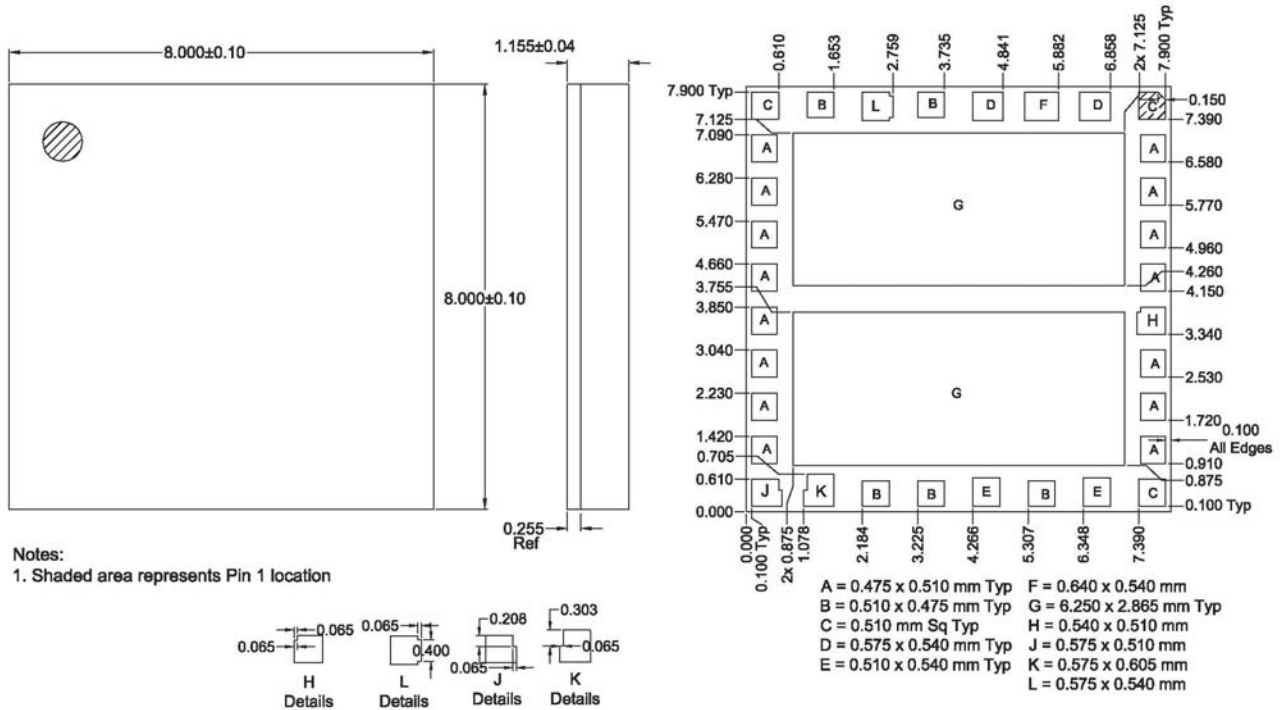 8.000±0.10
1.155±0.04
8.000±0.10
0.255
Ref
Notes:
1. Shaded area represents Pin 1 location
0.065
0.065
H
Details
0.065
0.400
L
Details
0.208
0.065
J
Details
0.303
0.065
K
Details
0.610
1.653
2.759
3.735
4.841
5.882
6.858
2x 7.125
7.900 Typ
7.900 Typ
7.125
7.090
6.280
5.470
4.660
3.755
3.850
3.040
2.230
1.420
0.705
0.610
0.000
C B L B D F D C
A A
A A
G
A A
A A
A H
A A
G
A A
A A
J K B B E B E C
0.150
7.390
6.580
5.770
4.960
4.260
4.150
3.340
2.530
1.720
0.100
All Edges
0.910
0.875
0.100 Typ
0.000
0.100 Typ
2x 0.875
1.078
2.184
3.225
4.266
5.307
6.348
7.390
A = 0.475 x 0.510 mm Typ
B = 0.510 x 0.475 mm Typ
C = 0.510 mm Sq Typ
D = 0.575 x 0.540 mm Typ
E = 0.510 x 0.540 mm Typ
F = 0.640 x 0.540 mm
G = 6.250 x 2.865 mm Typ
H = 0.540 x 0.510 mm
J = 0.575 x 0.510 mm
K = 0.575 x 0.605 mm
L = 0.575 x 0.540 mm